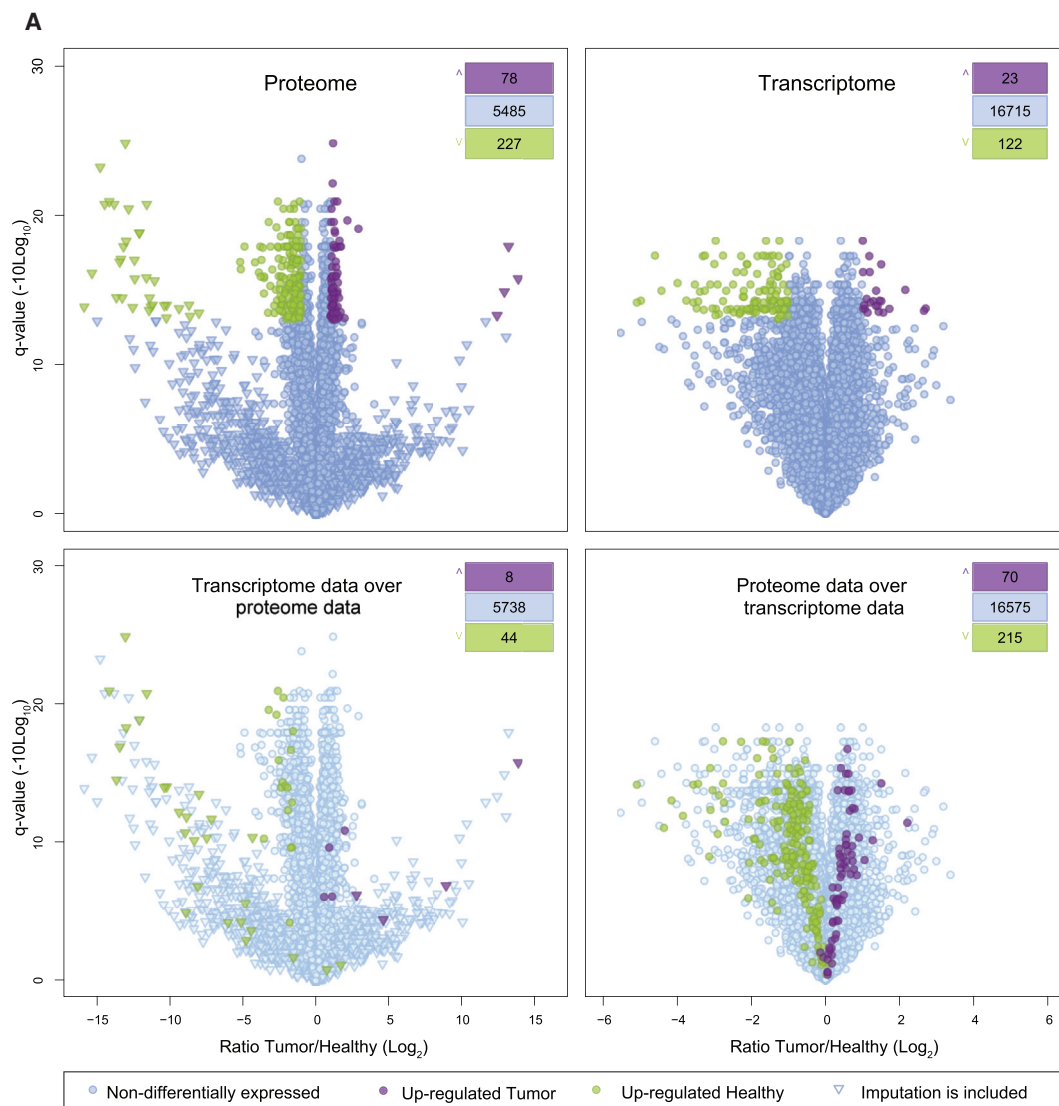 A
Proteome
^
78
5485
v
227
Transcriptome
^
23
16715
v
122
30
20
10
0
q-value (-10Log10)
Transcriptome data over
proteome data
^
8
5738
v
44
Proteome data over
transcriptome data
^
70
16575
v
215
30
20
10
0
q-value (-10Log10)
−15 −10 −5 0 5 10 15
−6 −4 −2 0 2 4 6
Ratio Tumor/Healthy (Log2)
Ratio Tumor/Healthy (Log2)
Non-differentially expressed
Up-regulated Tumor
Up-regulated Healthy
Imputation is included